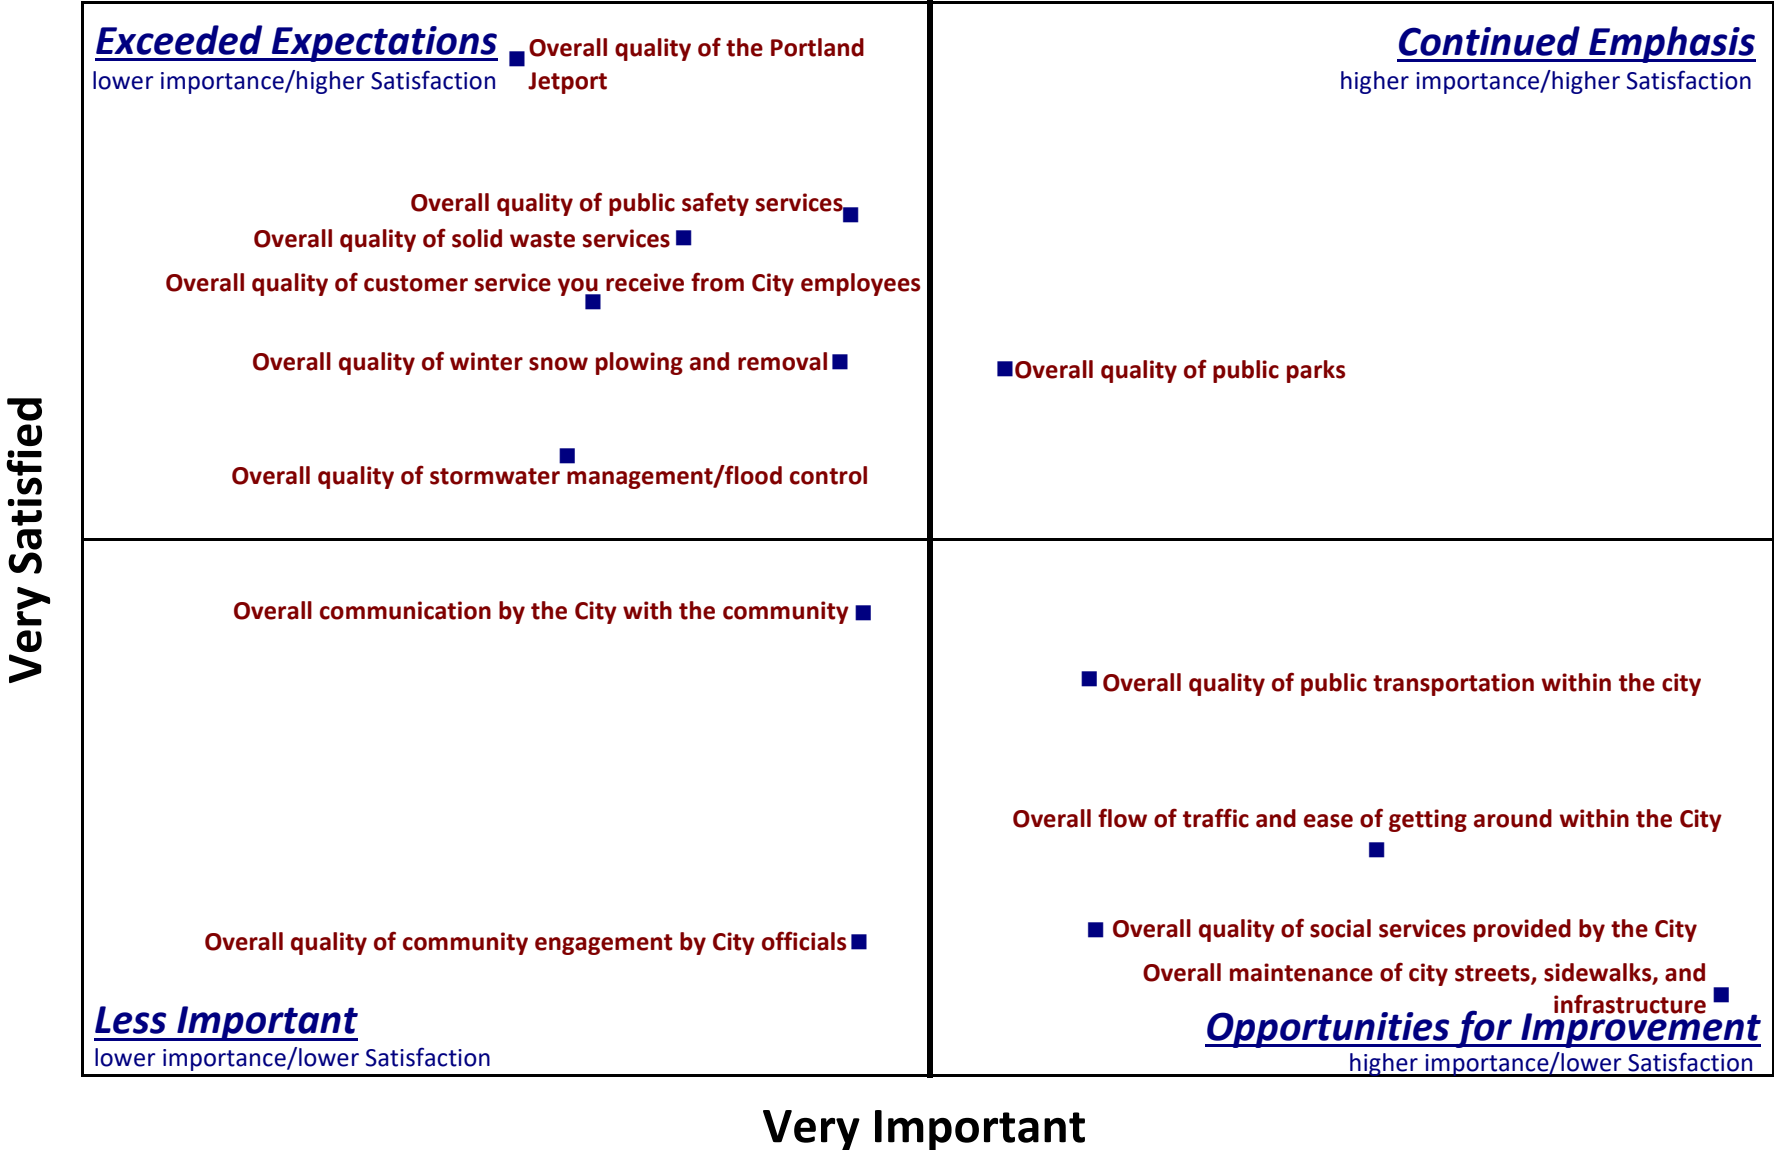 Exceeded Expectations
lower importance/higher Satisfaction
Overall quality of the Portland
Jetport
Continued Emphasis
higher importance/higher Satisfaction
Overall quality of public safety services
Overall quality of solid waste services
Overall quality of customer service you receive from City employees
Overall quality of winter snow plowing and removal
Overall quality of public parks
Overall quality of stormwater management/flood control
Very Satisfied
Overall communication by the City with the community
Overall quality of public transportation within the city
Overall flow of traffic and ease of getting around within the City
Overall quality of community engagement by City officials
Overall quality of social services provided by the City
Overall maintenance of city streets, sidewalks, and
infrastructure
Less Important
lower importance/lower Satisfaction
Opportunities for Improvement
higher importance/lower Satisfaction
Very Important